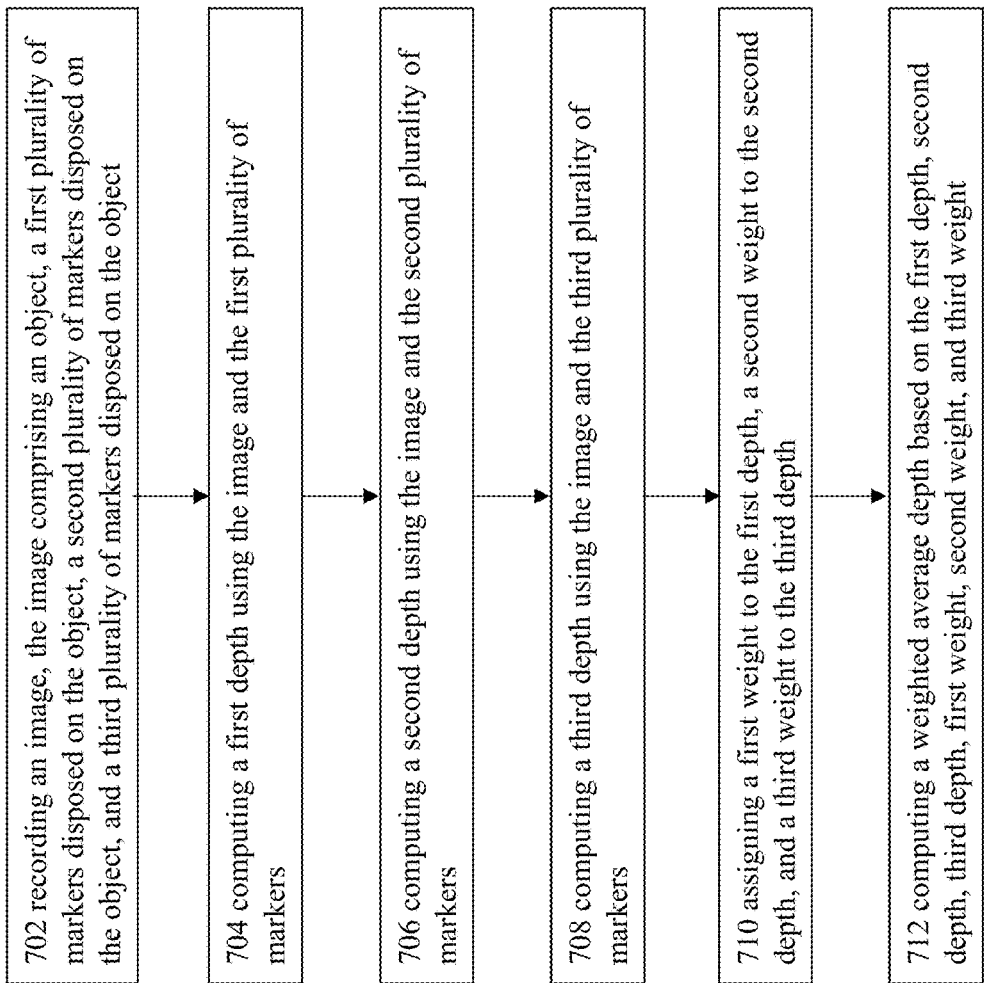 702 recording an image, the image comprising an object, a first plurality of
markers disposed on the object, a second plurality of markers disposed on
the object, and a third plurality of markers disposed on the object
704 computing a first depth using the image and the first plurality of
markers
706 computing a second depth using the image and the second plurality of
markers
708 computing a third depth using the image and the third plurality of
markers
710 assigning a first weight to the first depth, a second weight to the second
depth, and a third weight to the third depth
712 computing a weighted average depth based on the first depth, second
depth, third depth, first weight, second weight, and third weight